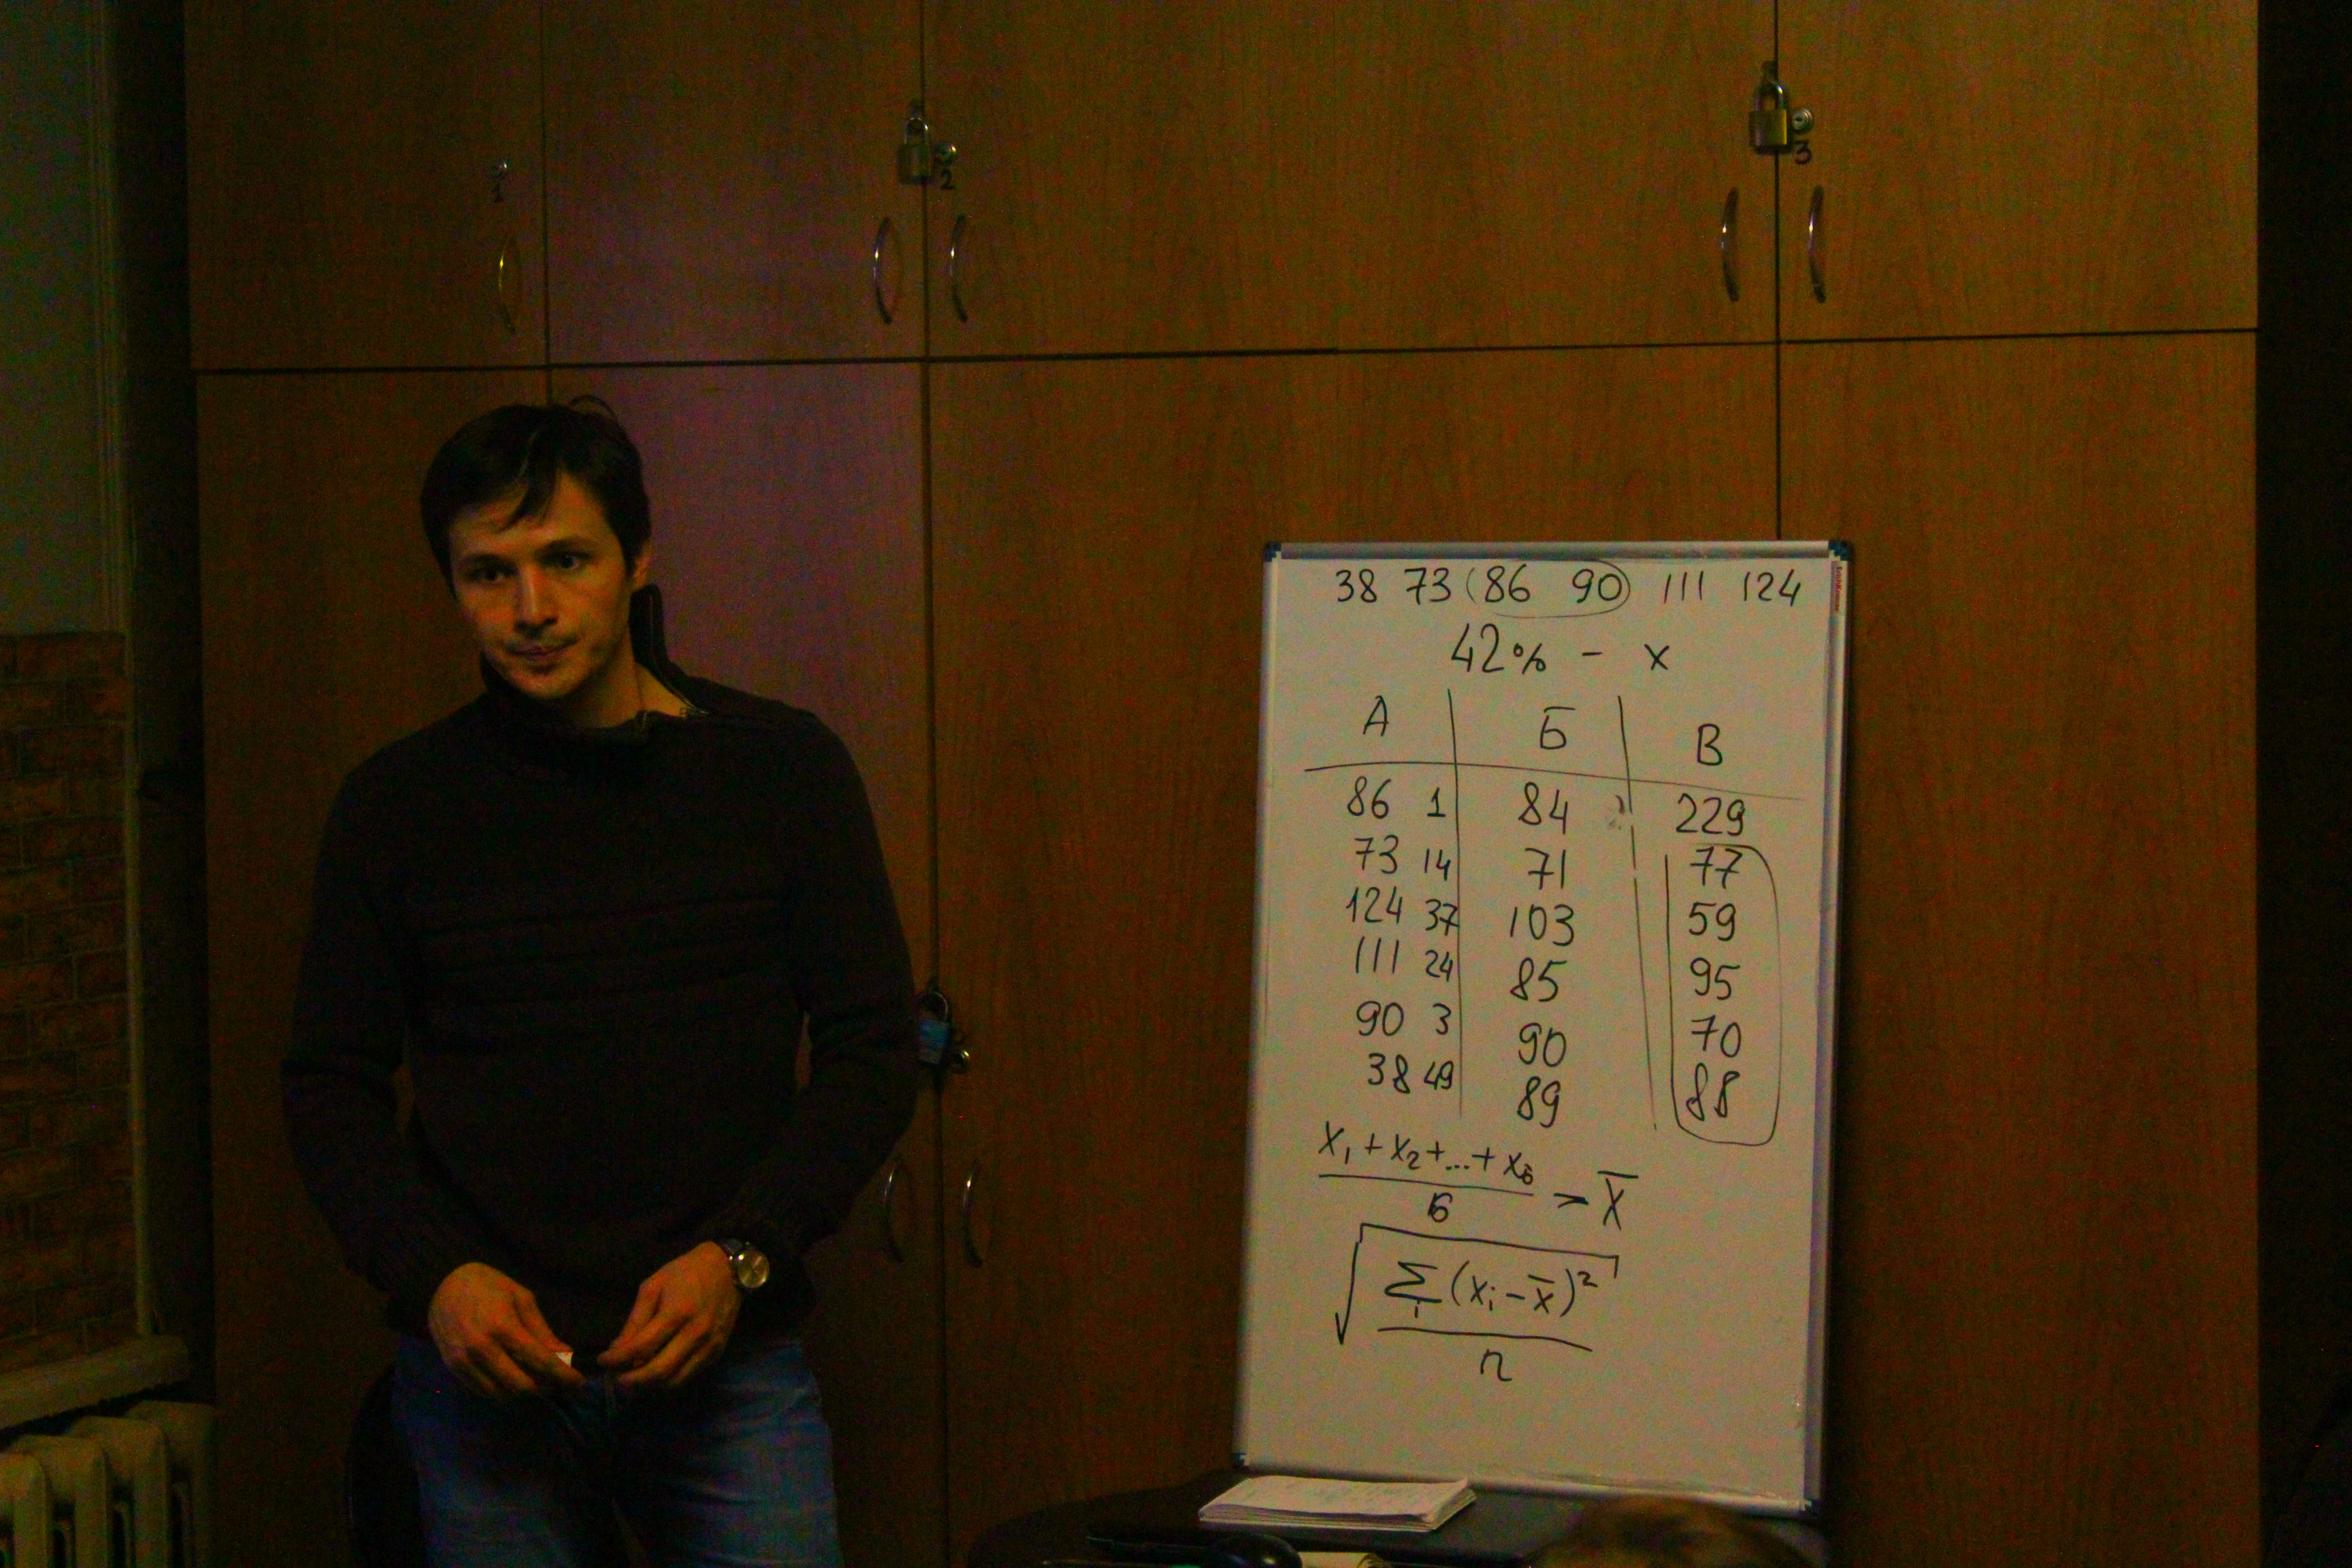 1
2
3
38 73 (86 90) 111 124
42% - x
А Б В
86 1 84 229
73 14 71 77
124 37 103 59
111 24 85 95
90 3 90 70
38 49 89 88
x₁ + x₂ + ... + x₆
6
= x̅
√ Σᵢ (xᵢ - x̅)²
n